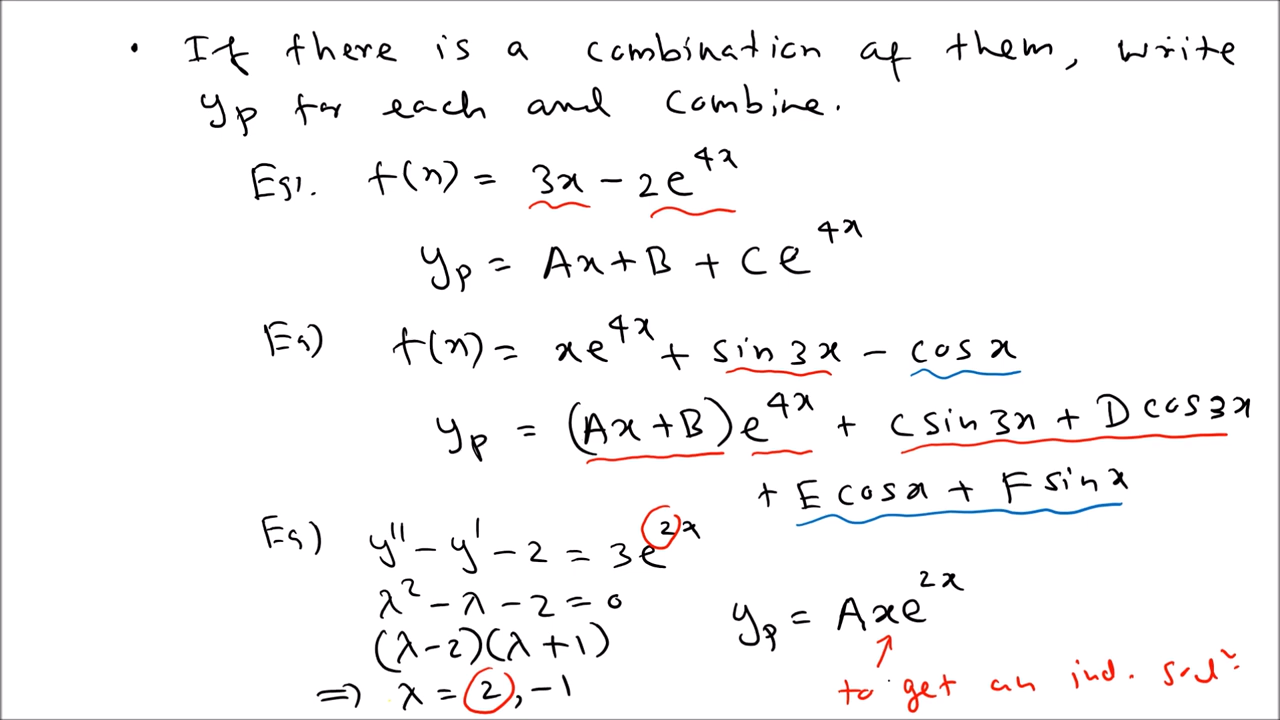 • If there is a combination of them, write
yp for each and combine.
Eg1. f(x) = 3x − 2e^{4x}
yp = Ax + B + Ce^{4x}
Eg) f(x) = xe^{4x} + sin 3x − cos x
yp = (Ax + B)e^{4x} + C sin 3x + D cos 3x
+ E cos x + F sin x
Eg) y'' − y' − 2 = 3e^{2x}
λ² − λ − 2 = 0
(λ − 2)(λ + 1)
⇒ λ = 2, −1
yp = Axe^{2x}
to get an ind. solⁿ